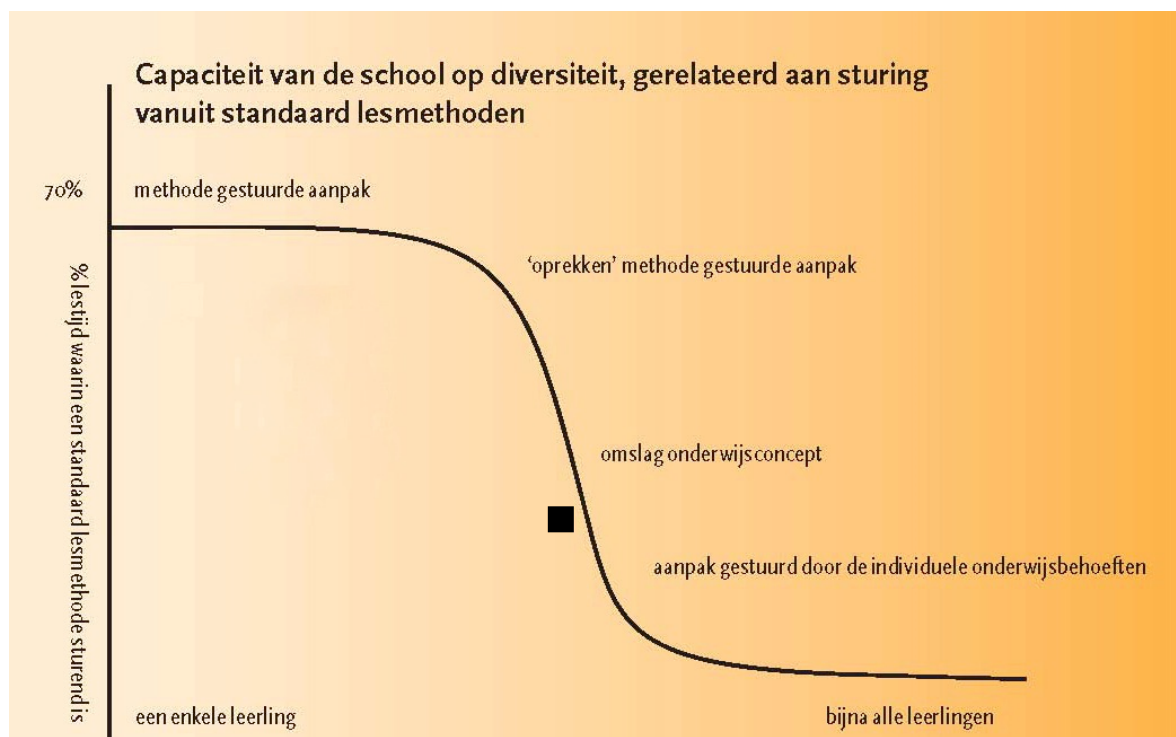 Capaciteit van de school op diversiteit, gerelateerd aan sturing
vanuit standaard lesmethoden
70%
methode gestuurde aanpak
'oprekken' methode gestuurde aanpak
% lestijd waarin een standaard lesmethode sturend is
omslag onderwijsconcept
aanpak gestuurd door de individuele onderwijsbehoeften
een enkele leerling
bijna alle leerlingen